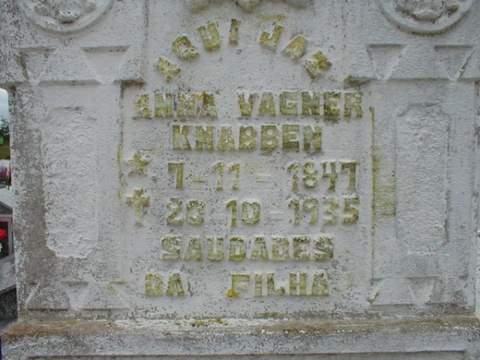 AQUI JAZ
ANNA VAGNER
KNABBEN
* 7-11-1847
✝ 28 10-1935
SAUDADES
DA FILHA